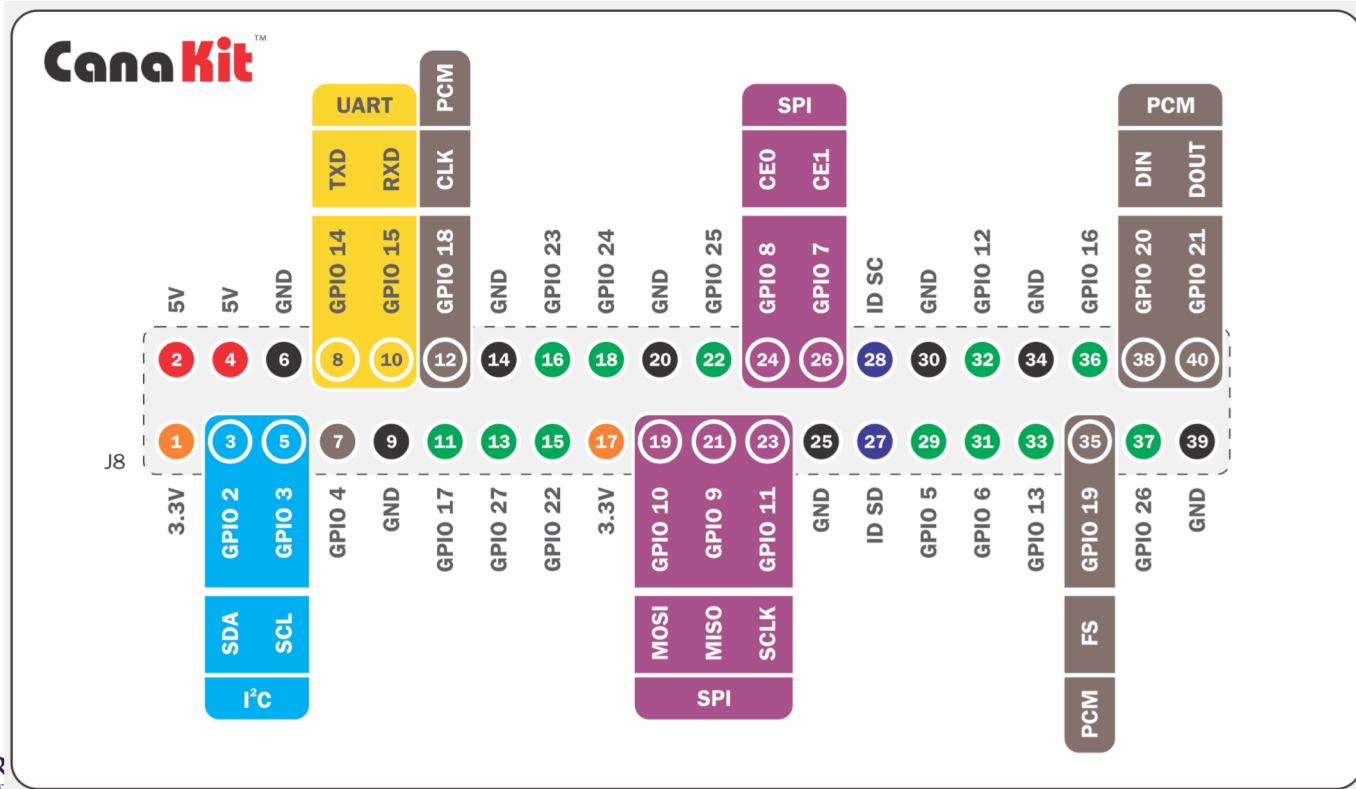 CanaKit™
UART
PCM
SPI
PCM
TXD RXD CLK CE0 CE1 DIN DOUT
5V 5V GND GPIO 14 GPIO 15 GPIO 18 GND GPIO 23 GPIO 24 GND GPIO 25 GPIO 8 GPIO 7 ID SC GND GPIO 12 GND GPIO 16 GPIO 20 GPIO 21
2 4 6 8 10 12 14 16 18 20 22 24 26 28 30 32 34 36 38 40
1 3 5 7 9 11 13 15 17 19 21 23 25 27 29 31 33 35 37 39
J8
3.3V GPIO 2 GPIO 3 GPIO 4 GND GPIO 17 GPIO 27 GPIO 22 3.3V GPIO 10 GPIO 9 GPIO 11 GND ID SD GPIO 5 GPIO 6 GPIO 13 GPIO 19 GPIO 26 GND
SDA SCL MOSI MISO SCLK FS
I²C
SPI
PCM